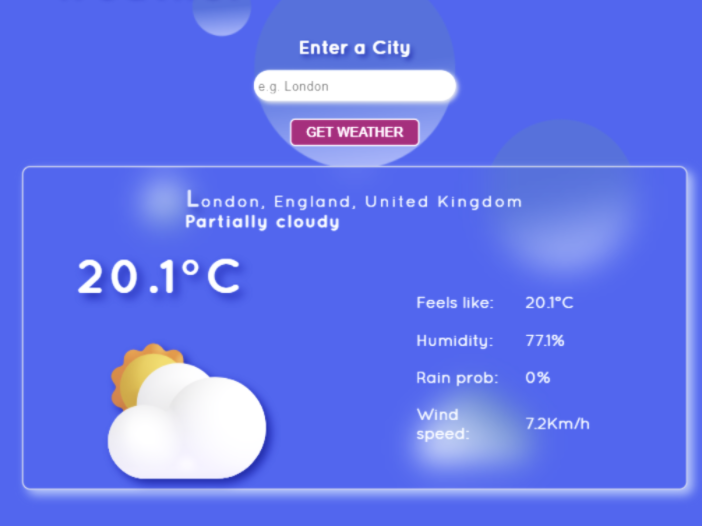 Enter a City
e.g. London
GET WEATHER
London, England, United Kingdom
Partially cloudy
20.1°C
Feels like: 20.1°C
Humidity: 77.1%
Rain prob: 0%
Wind speed: 7.2Km/h